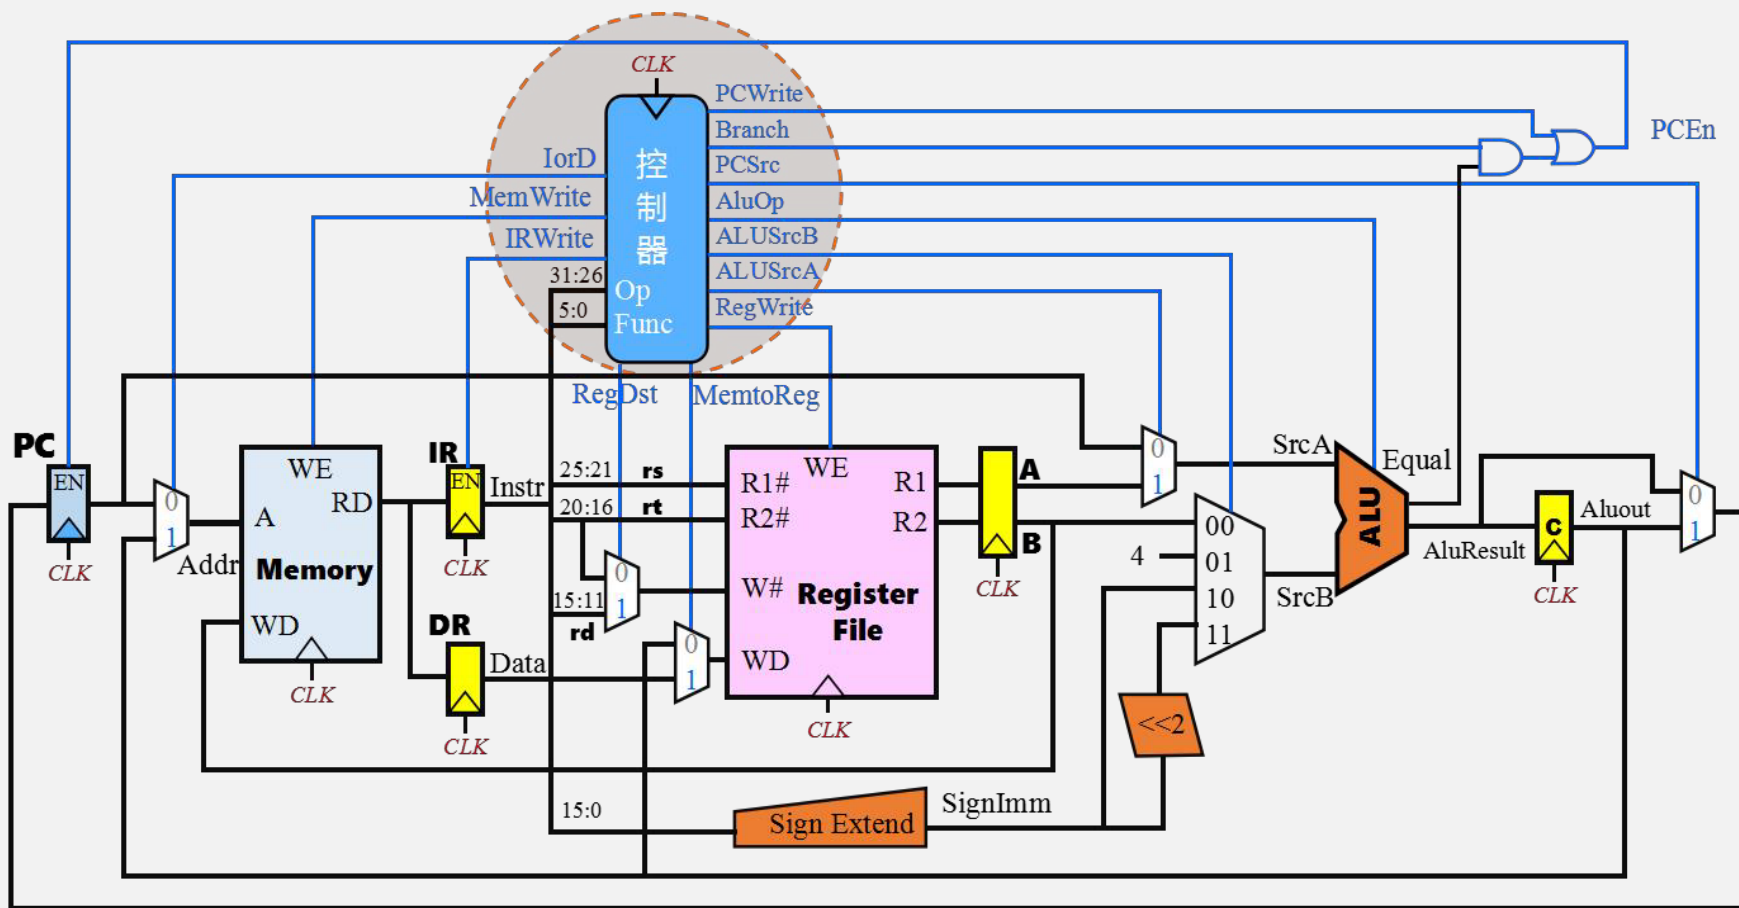 CLK
PCWrite
Branch
PCEn
IorD
控制器
PCSrc
MemWrite
AluOp
IRWrite
ALUSrcB
31:26
Op
ALUSrcA
5:0
Func
RegWrite
RegDst
MemtoReg
PC
EN
CLK
0
1
Addr
WE
A
RD
Memory
WD
CLK
IR
EN
Instr
CLK
DR
Data
CLK
25:21 rs
20:16 rt
0
1
15:11
rd
0
1
WE
R1#
R1
R2#
R2
W#
Register
File
WD
CLK
A
B
CLK
0
1
00
4
01
10
11
<<2
15:0
Sign Extend
SignImm
SrcA
SrcB
ALU
Equal
AluResult
C
Aluout
CLK
0
1